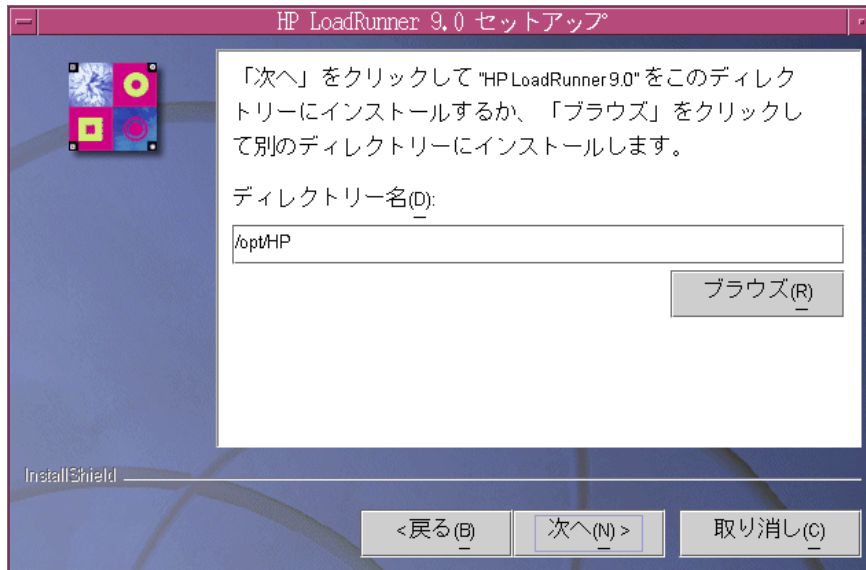 HP LoadRunner 9.0 セットアップ
「次へ」をクリックして "HP LoadRunner 9.0" をこのディレク
トリーにインストールするか、「ブラウズ」をクリックし
て別のディレクトリーにインストールします。
ディレクトリー名(D):
/opt/HP
ブラウズ(R)
InstallShield
<戻る(B)
次へ(N) >
取り消し(C)